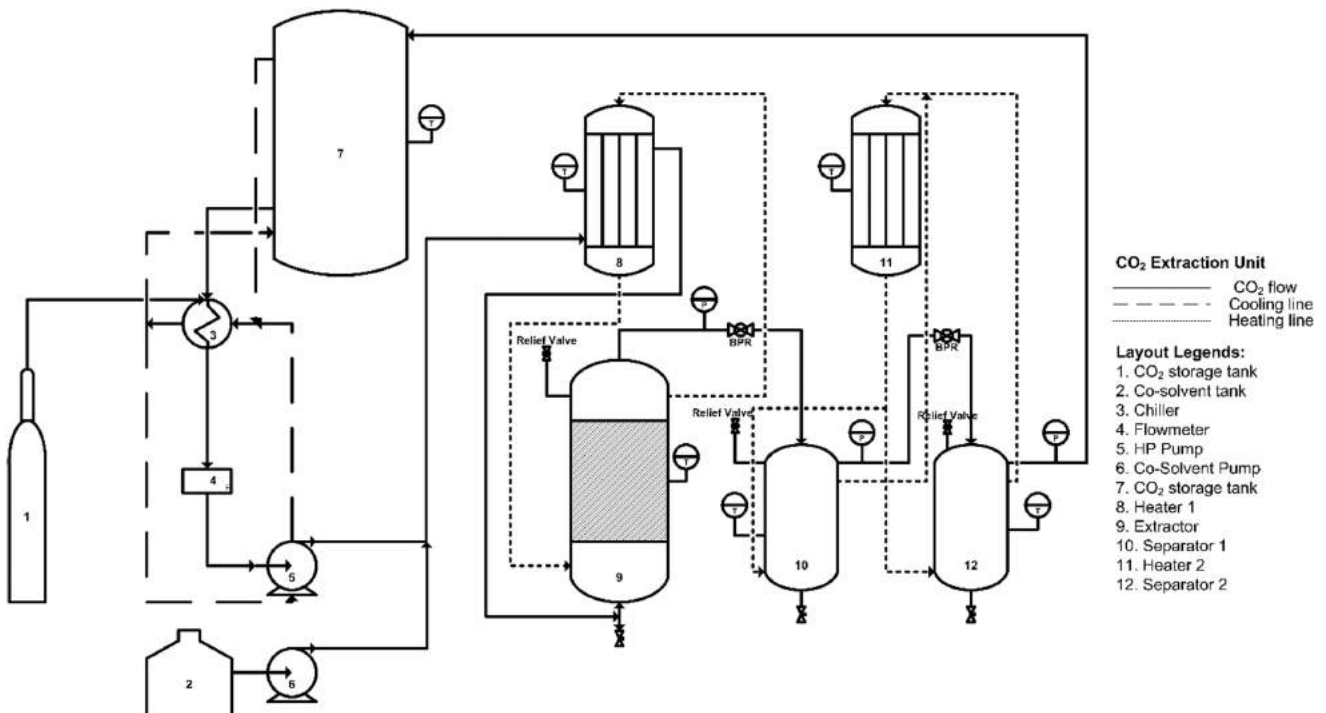 7
T
T
T
8
11
CO₂ Extraction Unit
CO₂ flow
Cooling line
Heating line
P
3
Relief Valve
BPR
BPR
Layout Legends:
1. CO₂ storage tank
2. Co-solvent tank
3. Chiller
4. Flowmeter
5. HP Pump
6. Co-Solvent Pump
7. CO₂ storage tank
8. Heater 1
9. Extractor
10. Separator 1
11. Heater 2
12. Separator 2
Relief Valve
Relief Valve
P
P
T
4
1
T
T
5
9
10
12
2
6